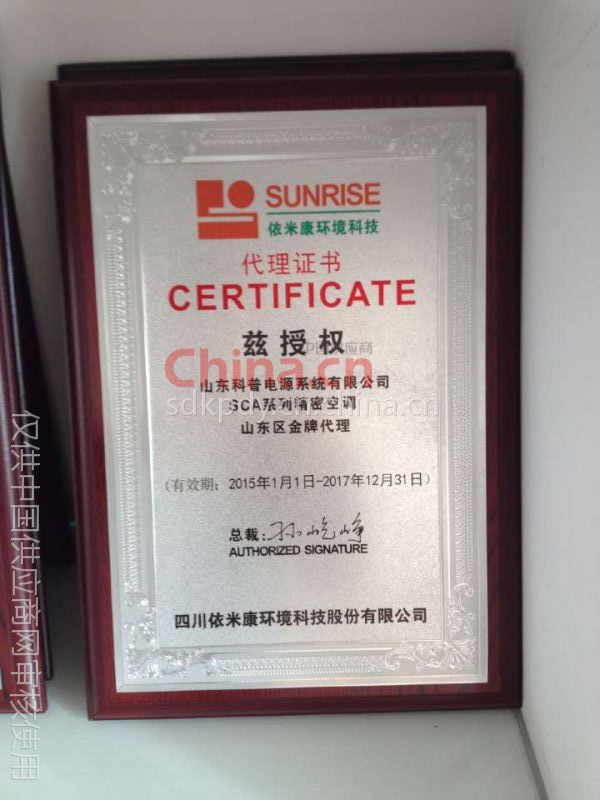 SUNRISE
依米康环境科技
代理证书
CERTIFICATE
兹授权
中国供应商
China.cn
山东科普电源系统有限公司
SCA系列精密空调
山东区金牌代理
(有效期：2015年1月1日-2017年12月31日)
总裁:
AUTHORIZED SIGNATURE
四川依米康环境科技股份有限公司
仅供中国供应商网审核使用